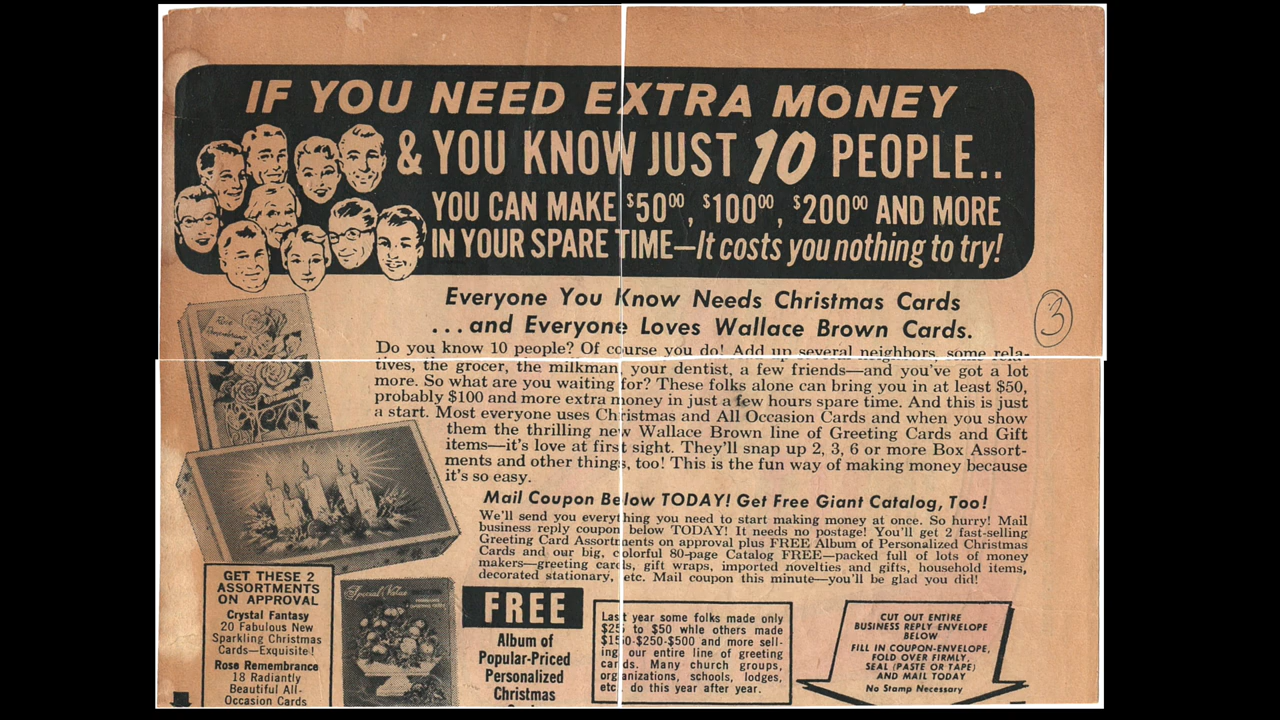 IF YOU NEED EXTRA MONEY
& YOU KNOW JUST 10 PEOPLE..
YOU CAN MAKE $50⁰⁰, $100⁰⁰, $200⁰⁰ AND MORE
IN YOUR SPARE TIME—It costs you nothing to try!
Everyone You Know Needs Christmas Cards
...and Everyone Loves Wallace Brown Cards.
3
Do you know 10 people? Of course you do! Add up several neighbors, some rela-
tives, the grocer, the milkman, your dentist, a few friends—and you've got a lot
more. So what are you waiting for? These folks alone can bring you in at least $50,
probably $100 and more extra money in just a few hours spare time. And this is just
a start. Most everyone uses Christmas and All Occasion Cards and when you show
them the thrilling new Wallace Brown line of Greeting Cards and Gift
items—it's love at first sight. They'll snap up 2, 3, 6 or more Box Assort-
ments and other things, too! This is the fun way of making money because
it's so easy.
Mail Coupon Below TODAY! Get Free Giant Catalog, Too!
We'll send you everything you need to start making money at once. So hurry! Mail
business reply coupon below TODAY! It needs no postage! You'll get 2 fast-selling
Greeting Card Assortments on approval plus FREE Album of Personalized Christmas
Cards and our big, colorful 80-page Catalog FREE—packed full of lots of money
makers—greeting cards, gift wraps, imported novelties and gifts, household items,
decorated stationary, etc. Mail coupon this minute—you'll be glad you did!
GET THESE 2
ASSORTMENTS
ON APPROVAL
Crystal Fantasy
20 Fabulous New
Sparkling Christmas
Cards—Exquisite!
Rose Remembrance
18 Radiantly
Beautiful All-
Occasion Cards
Special Notes
FREE
Album of
Popular-Priced
Personalized
Christmas
Last year some folks made only
$25 to $50 whle others made
$150-$250-$500 and more sell-
ing our entire line of greeting
cards. Many church groups,
organizations, schools, lodges,
etc. do this year after year.
CUT OUT ENTIRE
BUSINESS REPLY ENVELOPE
BELOW
FILL IN COUPON-ENVELOPE,
FOLD OVER FIRMLY,
SEAL (PASTE OR TAPE)
AND MAIL TODAY
No Stamp Necessary